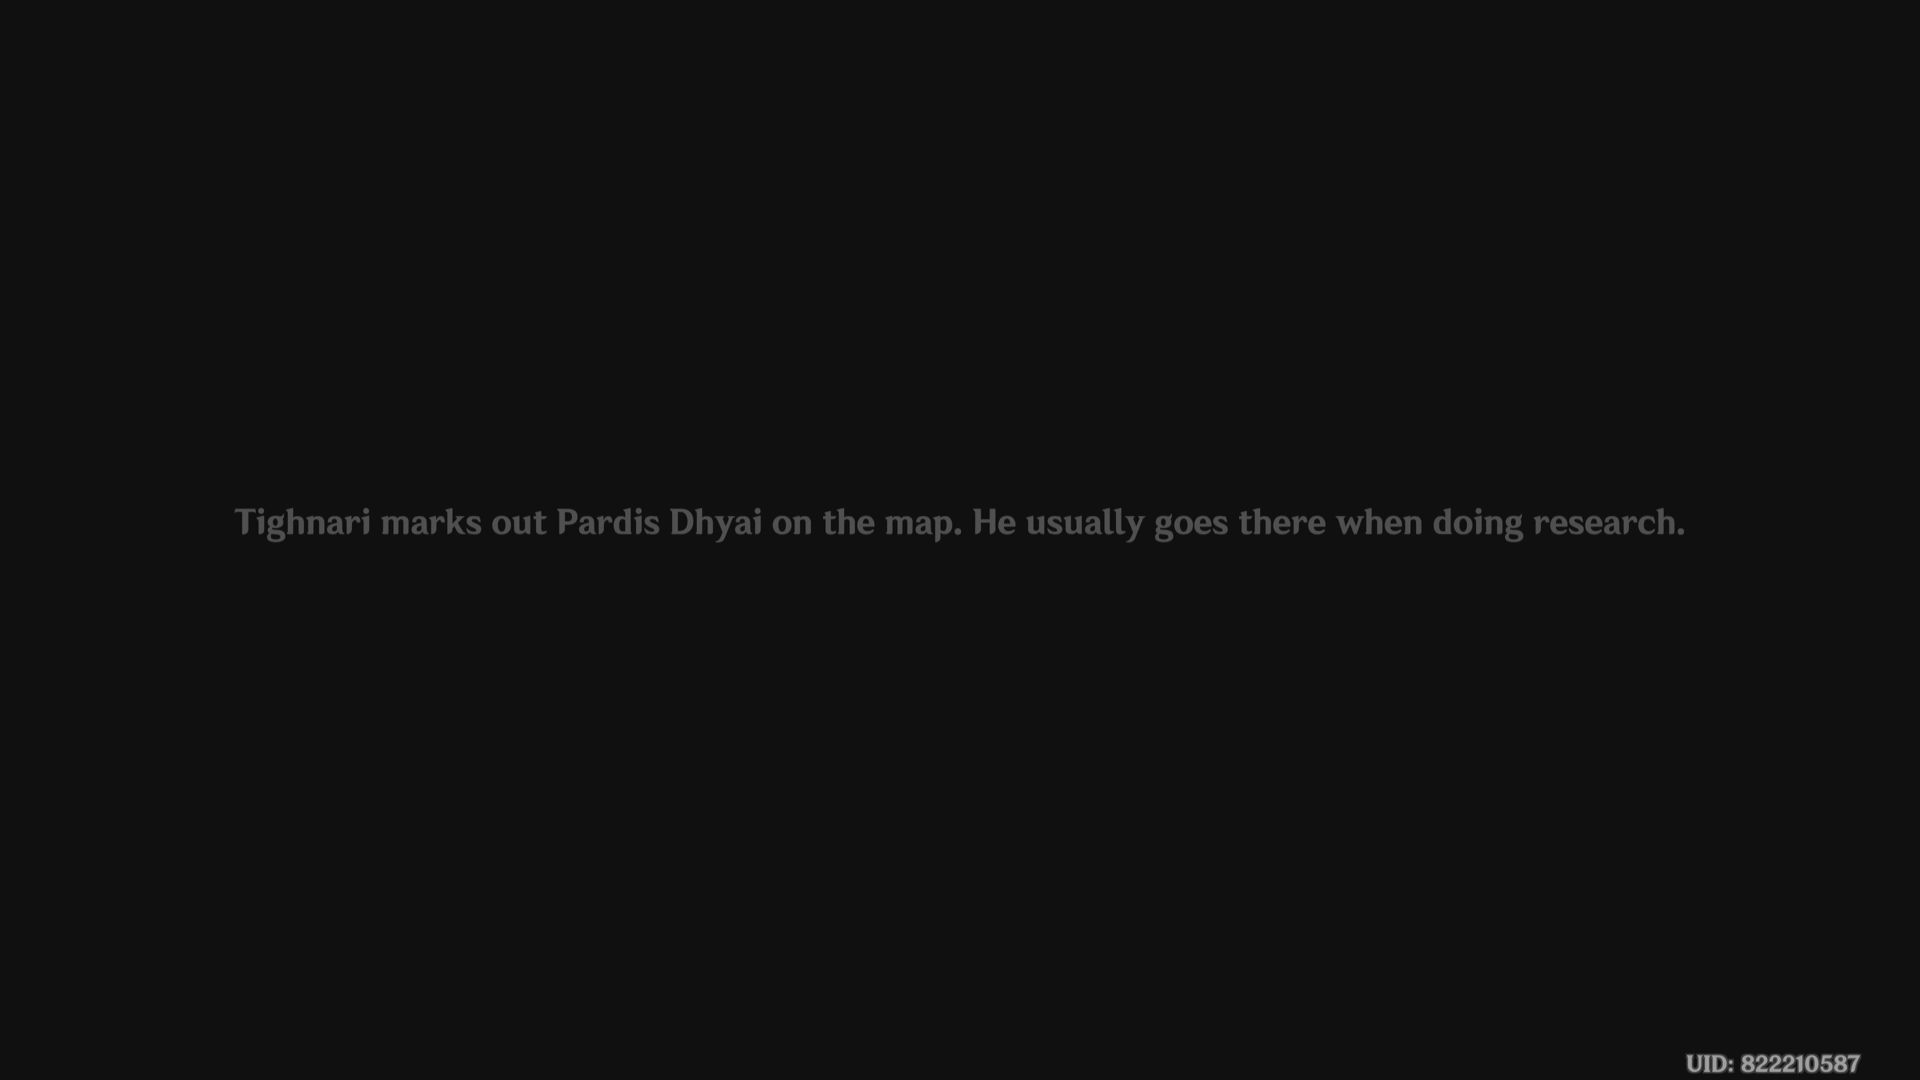 Tighnari marks out Pardis Dhyai on the map. He usually goes there when doing research.
UID: 822210587